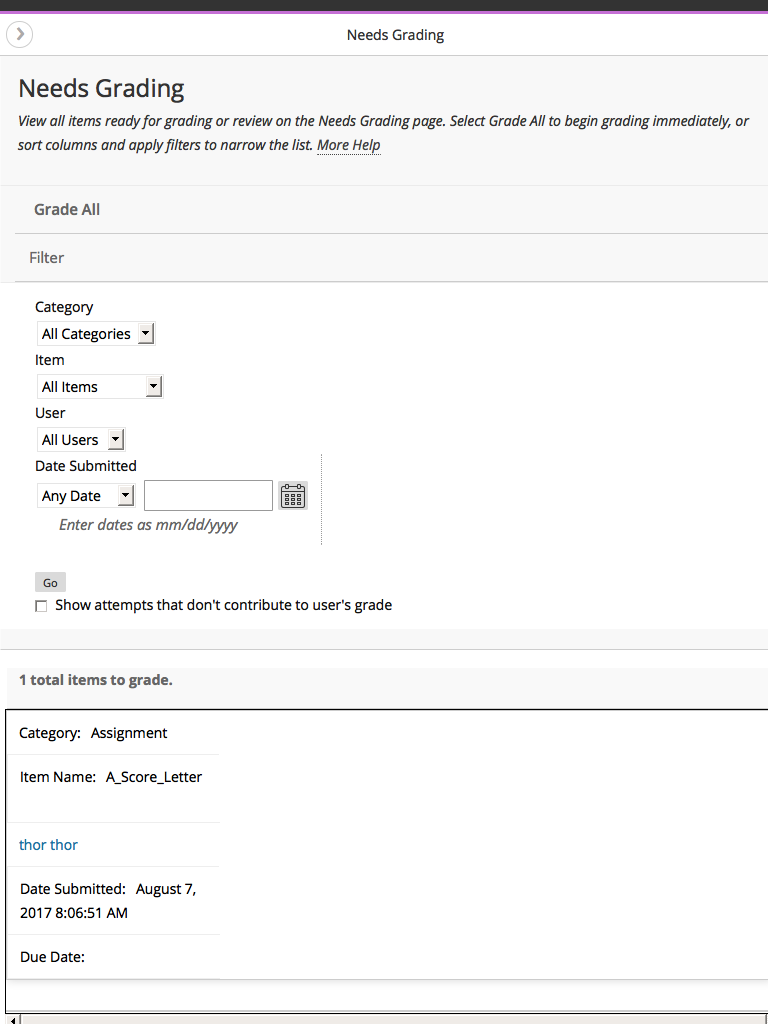 Needs Grading
Needs Grading
View all items ready for grading or review on the Needs Grading page. Select Grade All to begin grading immediately, or
sort columns and apply filters to narrow the list. More Help
Grade All
Filter
Category
All Categories
Item
All Items
User
All Users
Date Submitted
Any Date
Enter dates as mm/dd/yyyy
Go
Show attempts that don't contribute to user's grade
1 total items to grade.
Category: Assignment
Item Name: A_Score_Letter
thor thor
Date Submitted: August 7,
2017 8:06:51 AM
Due Date: